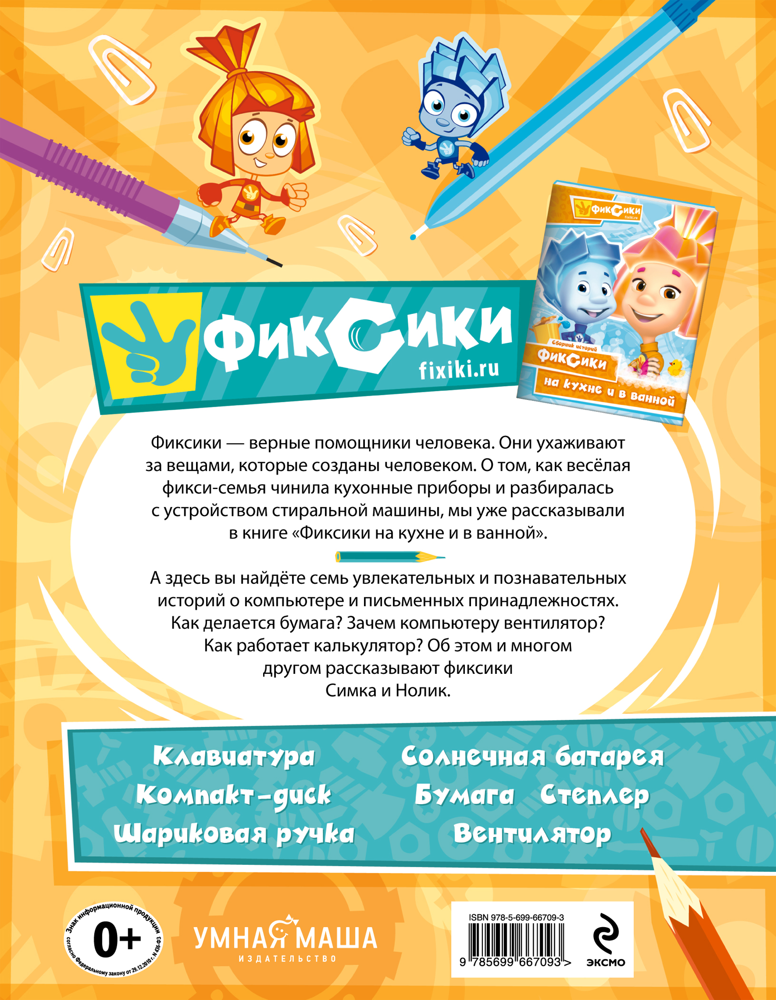 фиксики
fixiki.ru
фиксики
fixiki.ru
Сборник историй
фиксики
на кухне и в ванной
Фиксики — верные помощники человека. Они ухаживают
за вещами, которые созданы человеком. О том, как весёлая
фикси-семья чинила кухонные приборы и разбиралась
с устройством стиральной машины, мы уже рассказывали
в книге «Фиксики на кухне и в ванной».
А здесь вы найдёте семь увлекательных и познавательных
историй о компьютере и письменных принадлежностях.
Как делается бумага? Зачем компьютеру вентилятор?
Как работает калькулятор? Об этом и многом
другом рассказывают фиксики
Симка и Нолик.
Клавиатура
Компакт-диск
Шариковая ручка
Солнечная батарея
Бумага Степлер
Вентилятор
Знак информационной продукции
0+
согласно Федеральному закону от 29.12.2010 г. N 436-ФЗ
УМНАЯ МАША
ИЗДАТЕЛЬСТВО
ISBN 978-5-699-66709-3
9 785699 667093 >
ЭКСМО